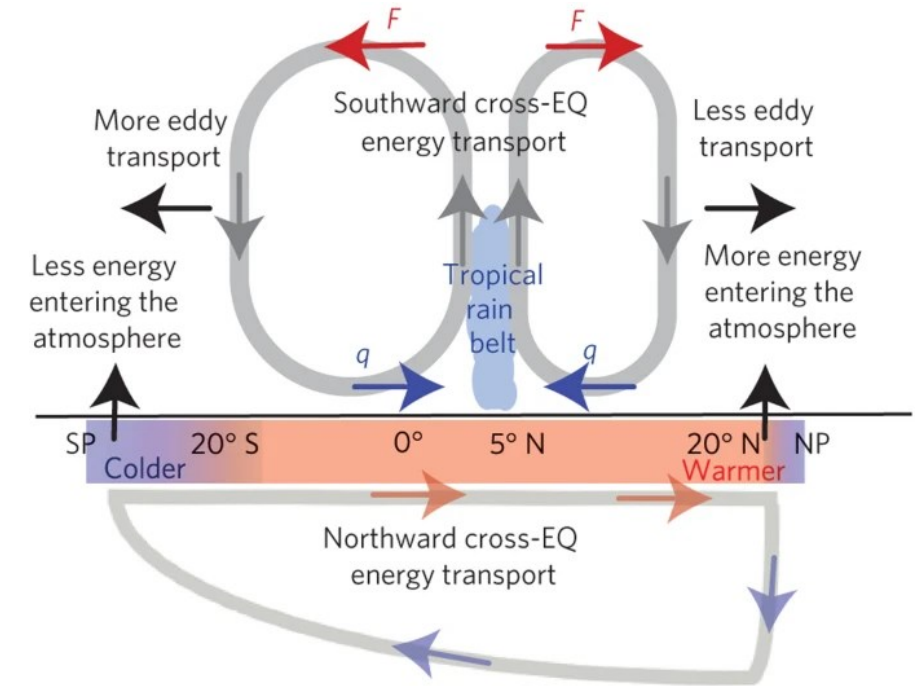 F
F
More eddy
transport
Southward cross-EQ
energy transport
Less eddy
transport
Less energy
entering the
atmosphere
Tropical
rain
belt
More energy
entering the
atmosphere
q
q
SP
20° S
0°
5° N
20° N
NP
Colder
Warmer
Northward cross-EQ
energy transport